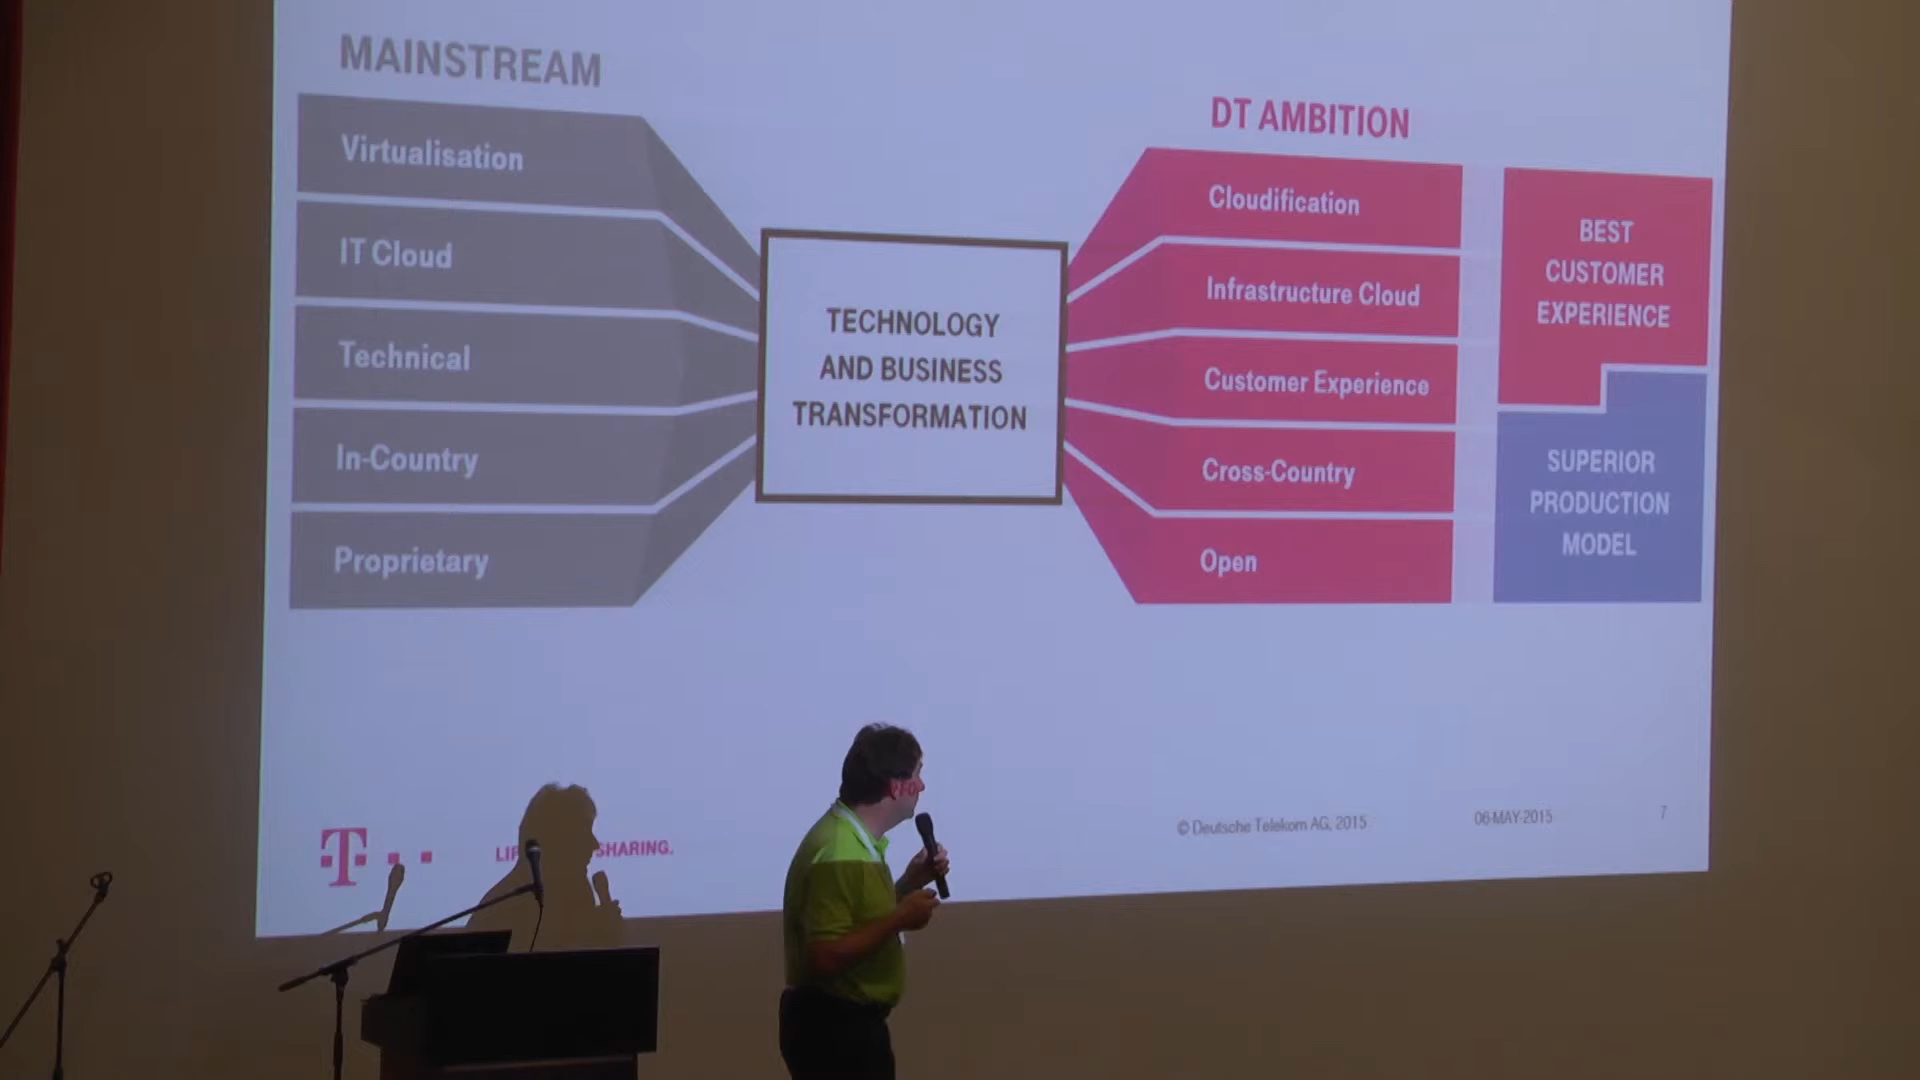 MAINSTREAM
Virtualisation
IT Cloud
Technical
In-Country
Proprietary
TECHNOLOGY
AND BUSINESS
TRANSFORMATION
DT AMBITION
Cloudification
Infrastructure Cloud
Customer Experience
Cross-Country
Open
BEST
CUSTOMER
EXPERIENCE
SUPERIOR
PRODUCTION
MODEL
T
SHARING.
© Deutsche Telekom AG, 2015
06-MAY-2015
7